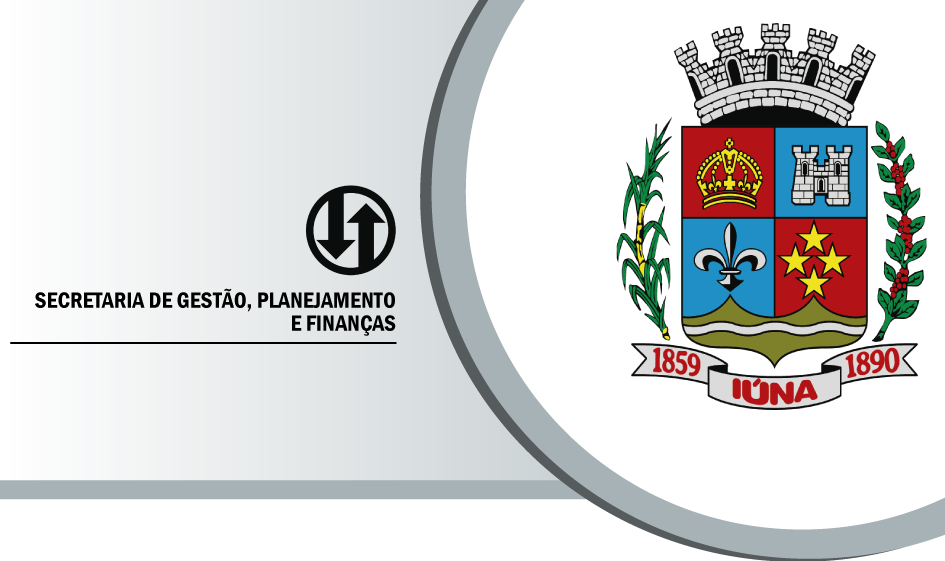 SECRETARIA DE GESTÃO, PLANEJAMENTO
E FINANÇAS
1859
IÚNA
1890